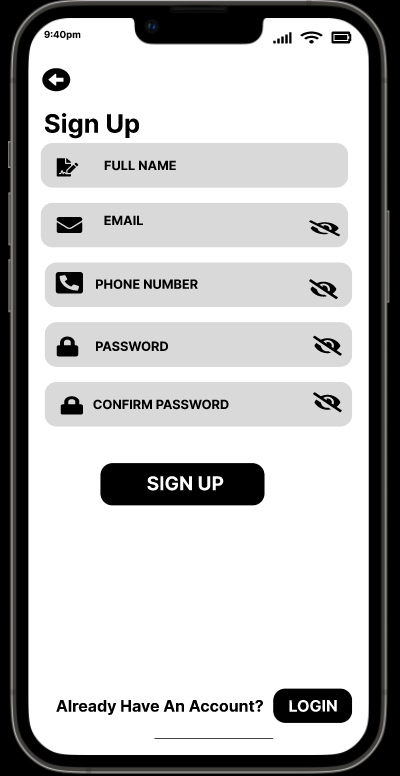 9:40pm
Sign Up
FULL NAME
EMAIL
PHONE NUMBER
PASSWORD
CONFIRM PASSWORD
SIGN UP
Already Have An Account? LOGIN